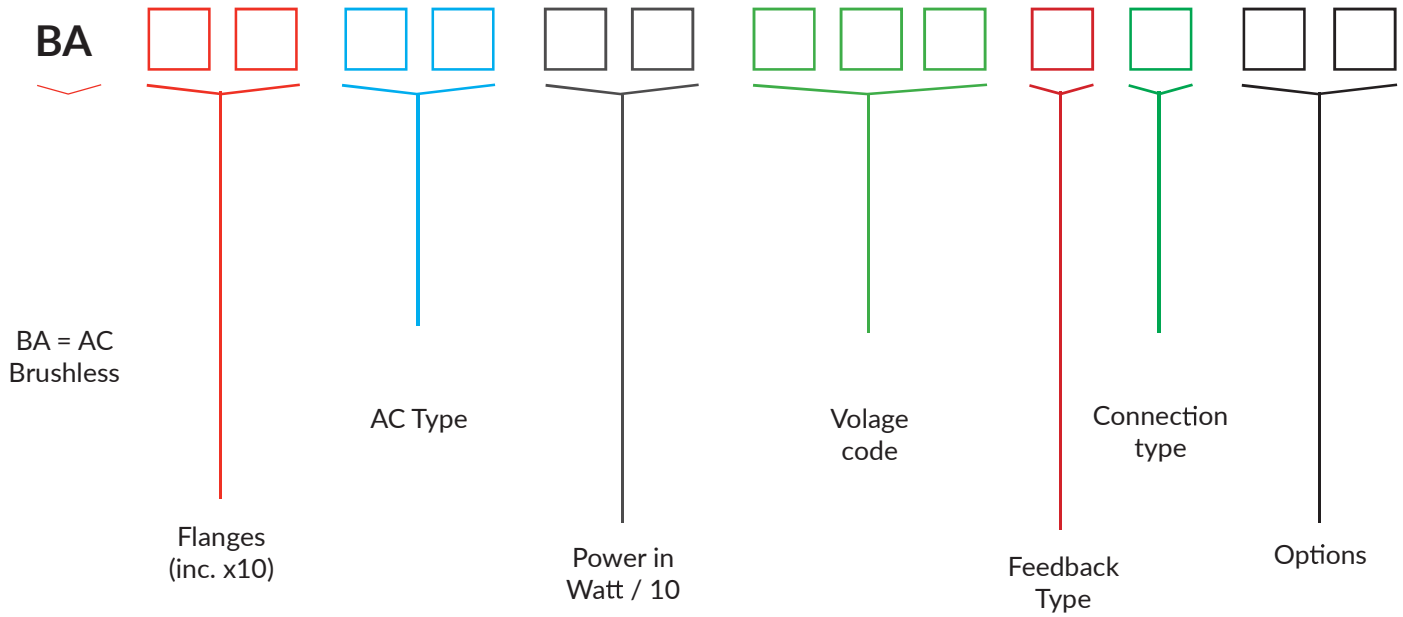 BA
BA = AC
Brushless
AC Type
Volage
code
Connection
type
Flanges
(inc. x10)
Power in
Watt / 10
Feedback
Type
Options